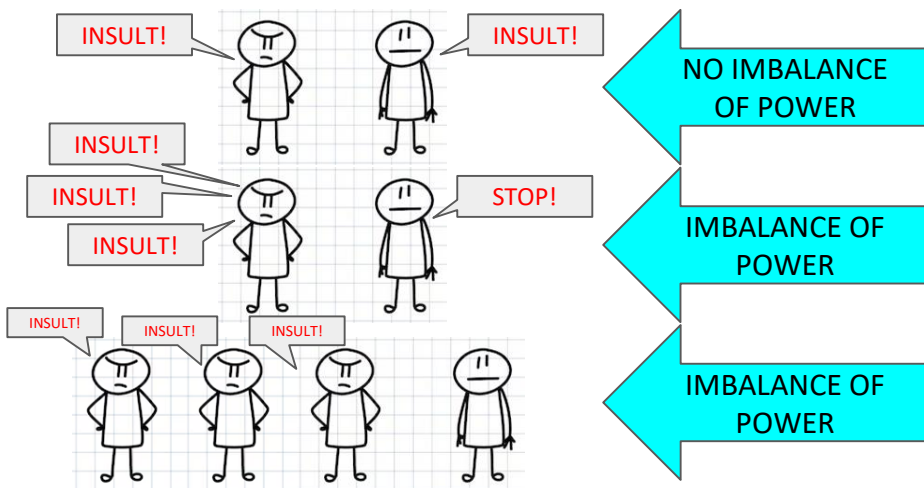 INSULT!
INSULT!
NO IMBALANCE
OF POWER
INSULT!
INSULT!
INSULT!
STOP!
IMBALANCE OF
POWER
INSULT!
INSULT!
INSULT!
IMBALANCE OF
POWER